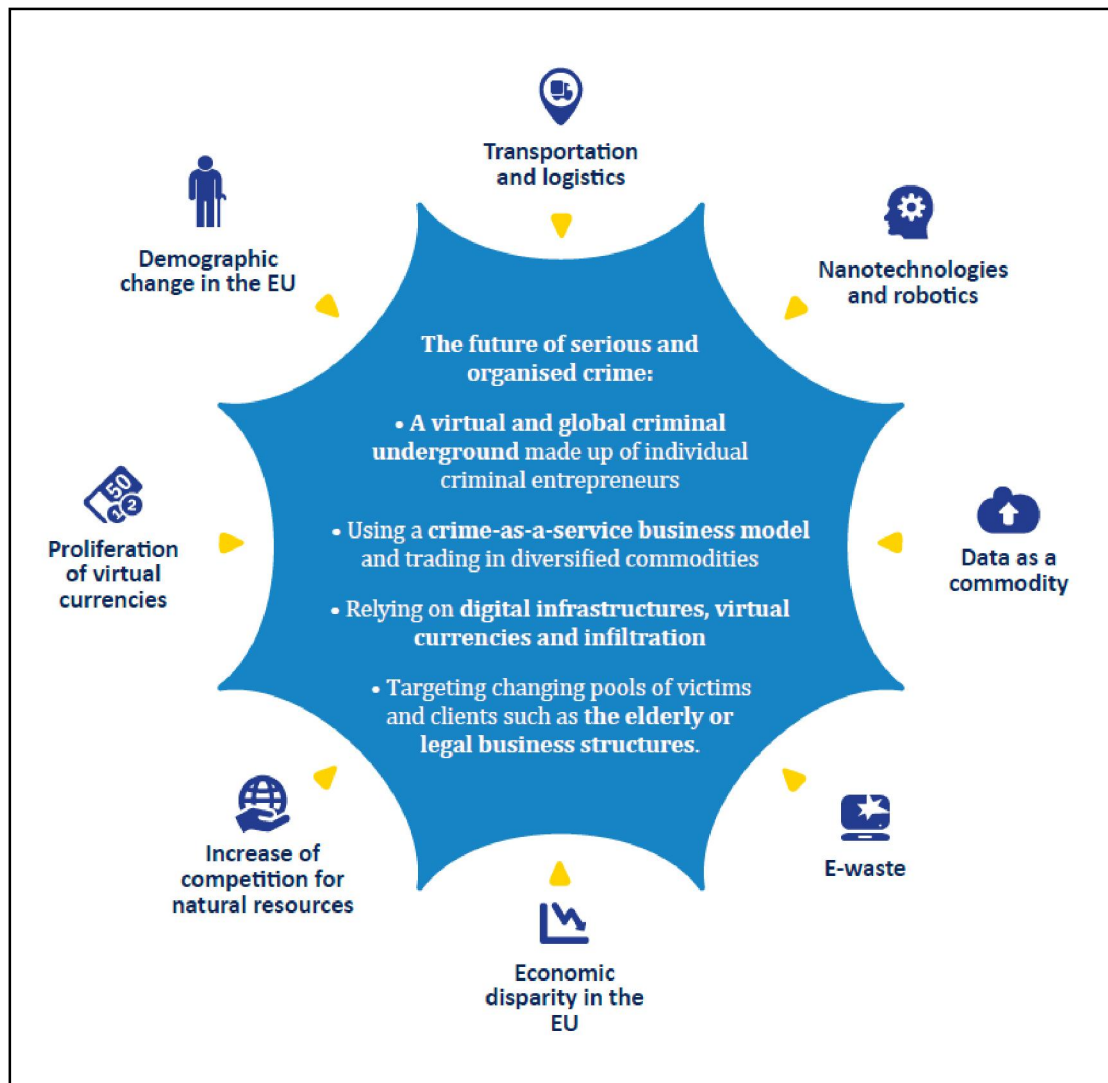 Transportation
and logistics
Demographic
change in the EU
Nanotechnologies
and robotics
The future of serious and
organised crime:
• A virtual and global criminal
underground made up of individual
criminal entrepreneurs
• Using a crime-as-a-service business model
and trading in diversified commodities
• Relying on digital infrastructures, virtual
currencies and infiltration
• Targeting changing pools of victims
and clients such as the elderly or
legal business structures.
50
1 2
Proliferation
of virtual
currencies
Data as a
commodity
Increase of
competition for
natural resources
E-waste
Economic
disparity in the
EU